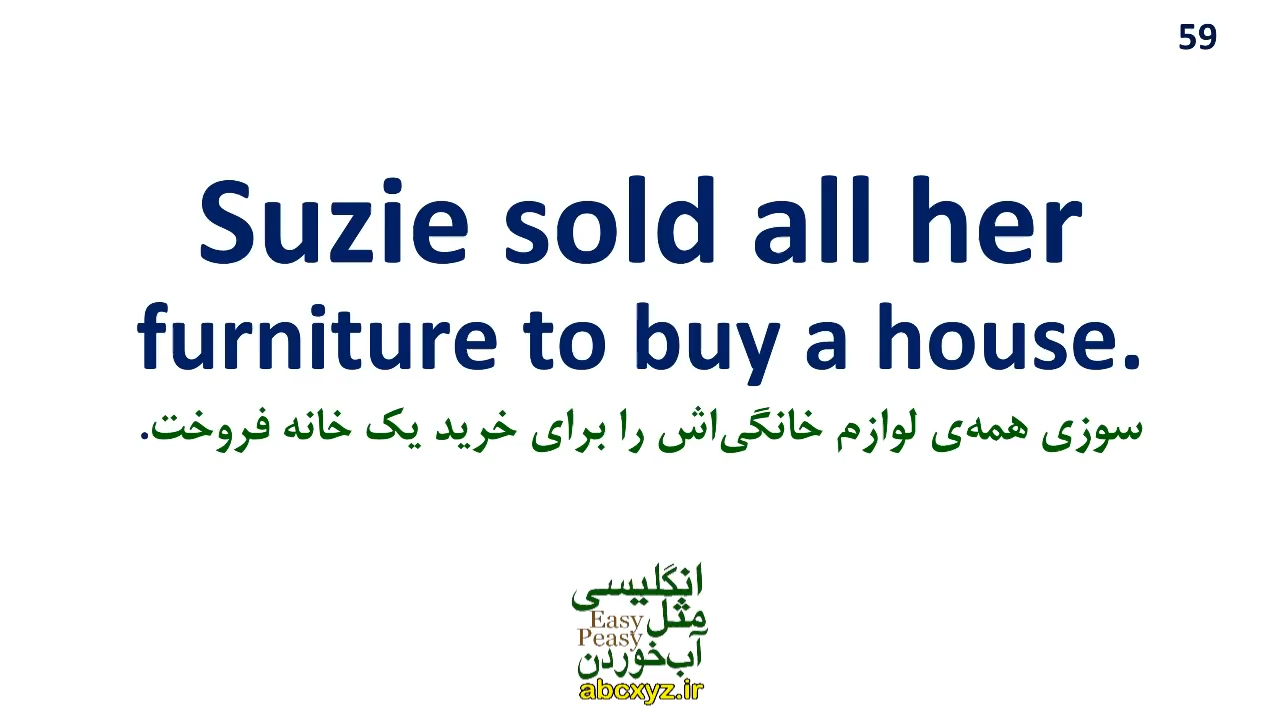 59
Suzie sold all her
furniture to buy a house.
سوزی همه‌ی لوازم خانگی‌اش را برای خرید یک خانه فروخت.
انگلیسی
مثل
Easy
Peasy
آب‌خوردن
abcxyz.ir